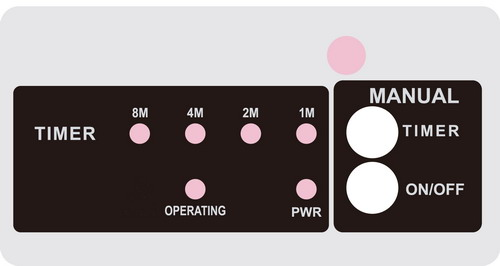 MANUAL
8M 4M 2M 1M
TIMER
TIMER
OPERATING
PWR
ON/OFF